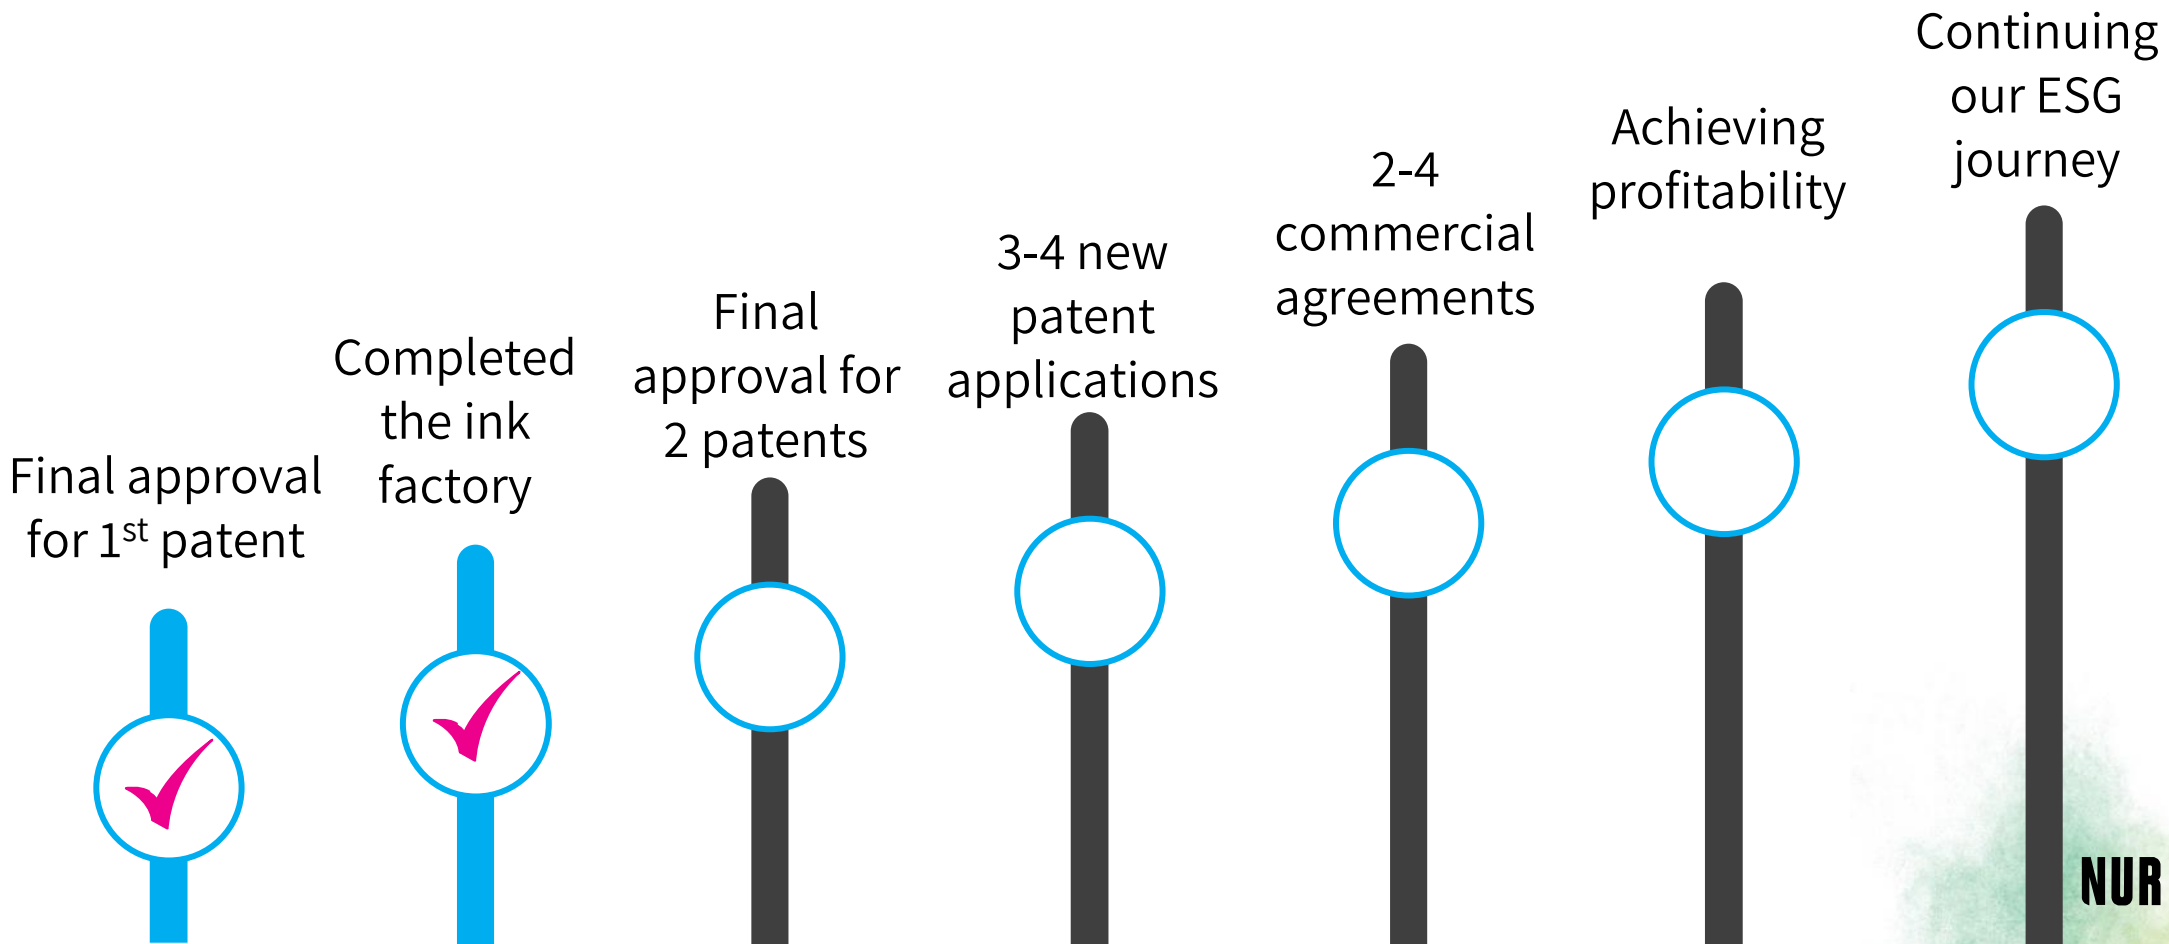 Final approval
for 1st patent
Completed
the ink
factory
Final
approval for
2 patents
3-4 new
patent
applications
2-4
commercial
agreements
Achieving
profitability
Continuing
our ESG
journey
NUR